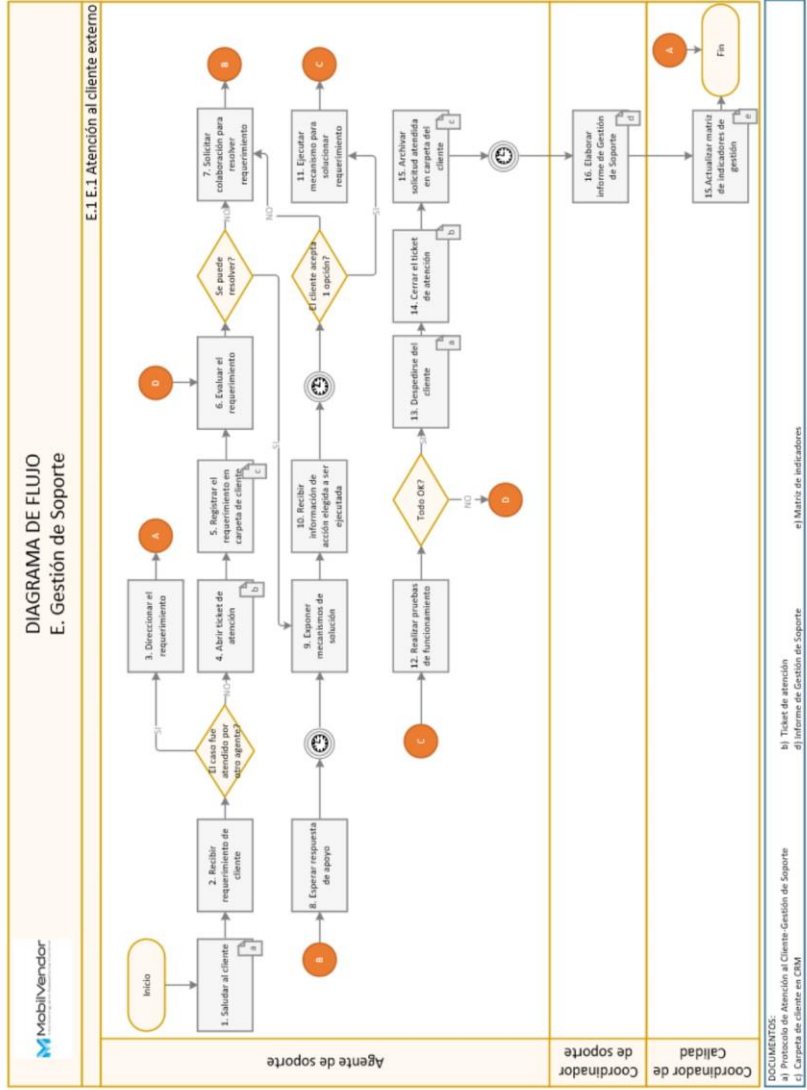 MobilVendor
DIAGRAMA DE FLUJO
E. Gestión de Soporte
E.1 E.1 Atención al cliente externo
Agente de soporte
Inicio
1. Saludar al cliente
a
2. Recibir
requerimiento de
cliente
El caso fue
atendido por
otro agente?
SI
NO
3. Direccionar el
requerimiento
A
4. Abrir ticket de
atención
b
5. Registrar el
requerimiento en
carpeta de cliente
c
D
6. Evaluar el
requerimiento
Se puede
resolver?
NO
SI
7. Solicitar
colaboración para
resolver
requerimiento
B
B
8. Esperar respuesta
de apoyo
9. Exponer
mecanismos de
solución
10. Recibir
información de
acción elegida a ser
ejecutada
El cliente acepta
1 opción?
NO
SI
11. Ejecutar
mecanismo para
solucionar
requerimiento
C
C
12. Realizar pruebas
de funcionamiento
Todo OK?
SI
NO
D
13. Despedirse del
cliente
a
14. Cerrar el ticket
de atención
b
15. Archivar
solicitud atendida
en carpeta del
cliente
c
Coordinador
de soporte
16. Elaborar
informe de Gestión
de Soporte
d
Coordinador de
Calidad
15.Actualizar matriz
de indicadores de
gestión
e
A
Fin
DOCUMENTOS:
a) Protocolo de Atención al Cliente-Gestión de Soporte
b) Ticket de atención
c) Carpeta de cliente en CRM
d) Informe de Gestión de Soporte
e) Matriz de indicadores